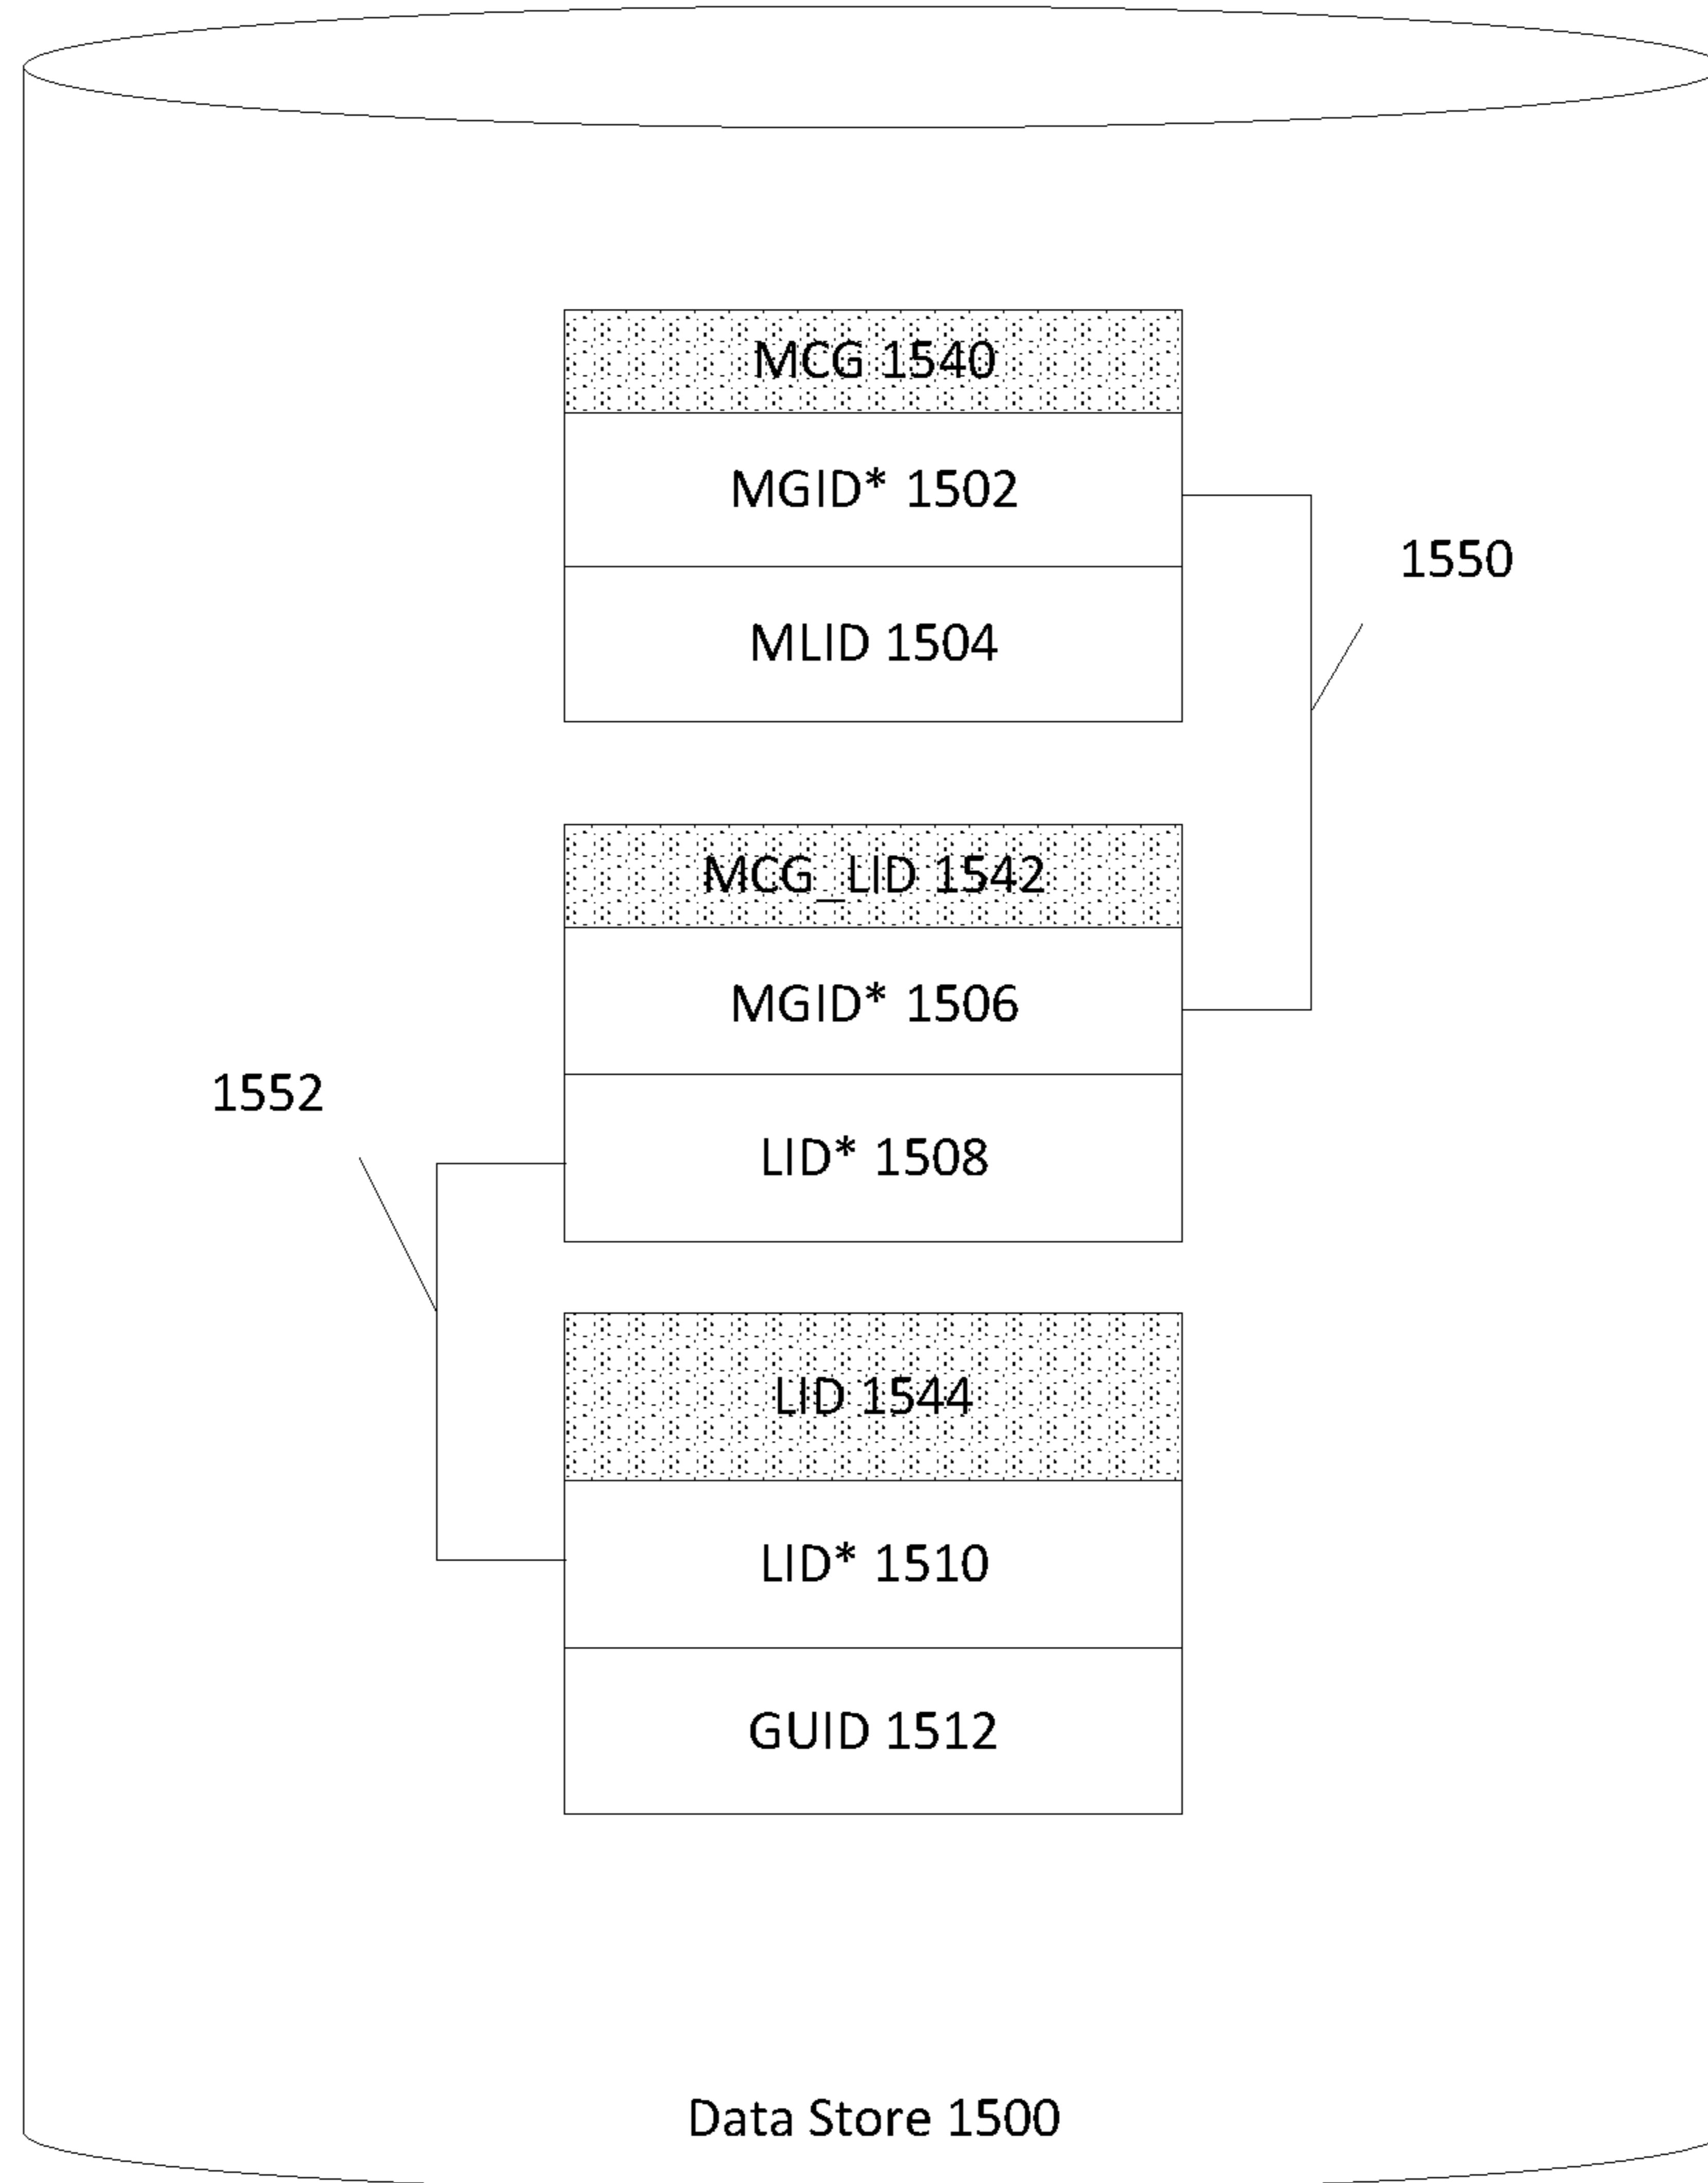 MCG 1540
MGID* 1502
1550
MLID 1504
MCG_LID 1542
MGID* 1506
1552
LID* 1508
LID 1544
LID* 1510
GUID 1512
Data Store 1500